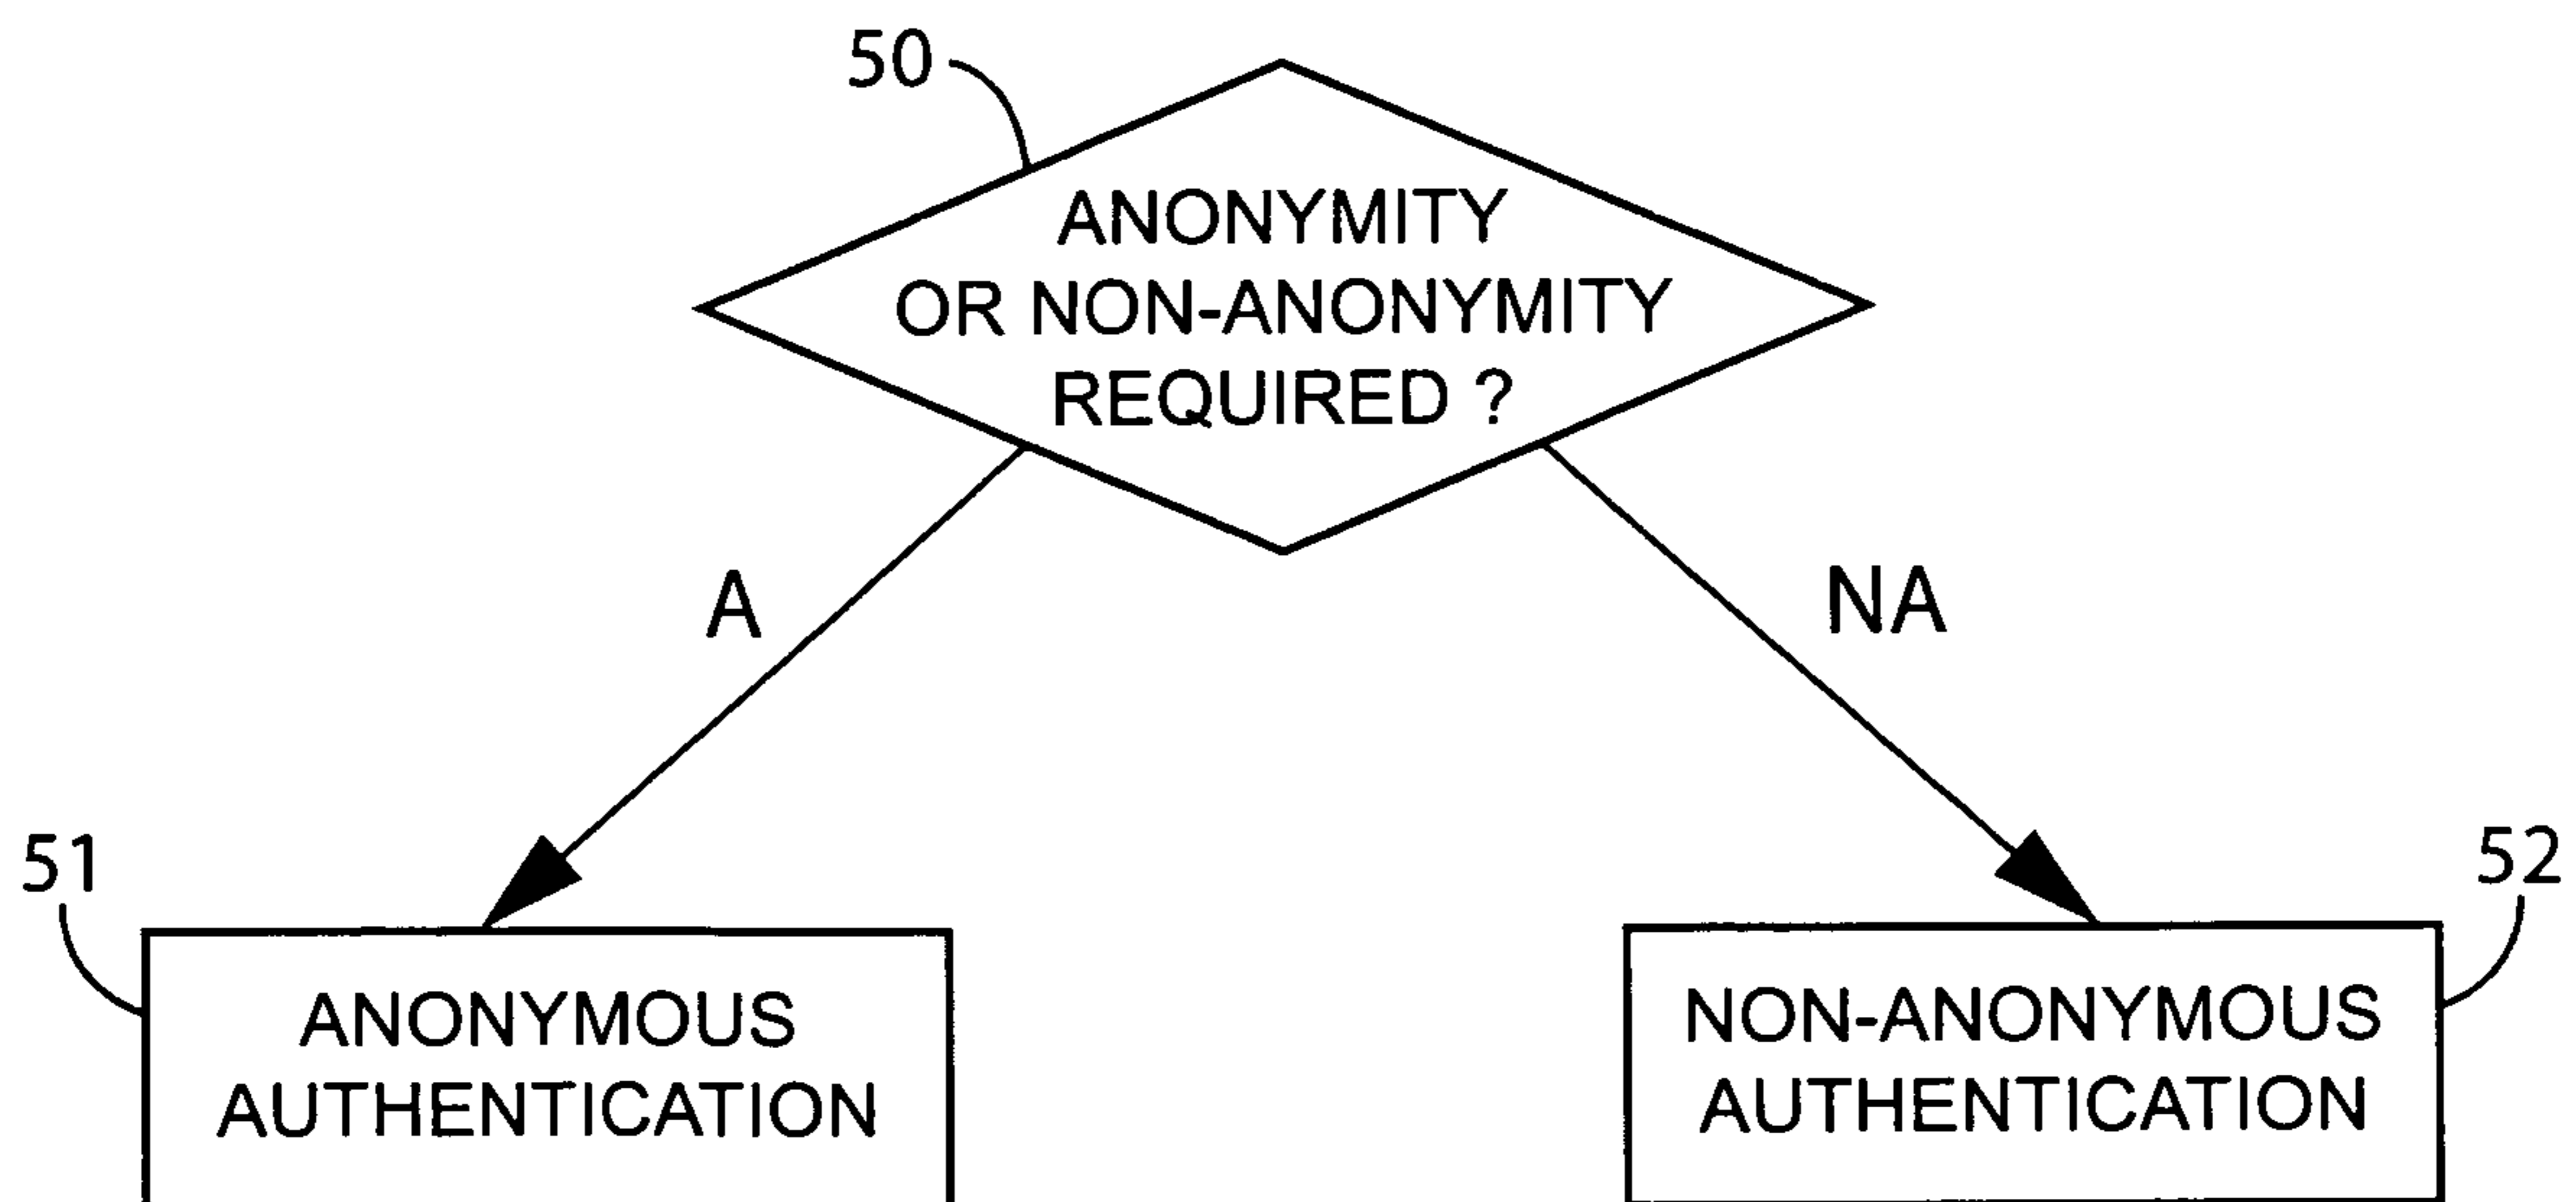 50
ANONYMITY
OR NON-ANONYMITY
REQUIRED ?
A
NA
51
52
ANONYMOUS
AUTHENTICATION
NON-ANONYMOUS
AUTHENTICATION